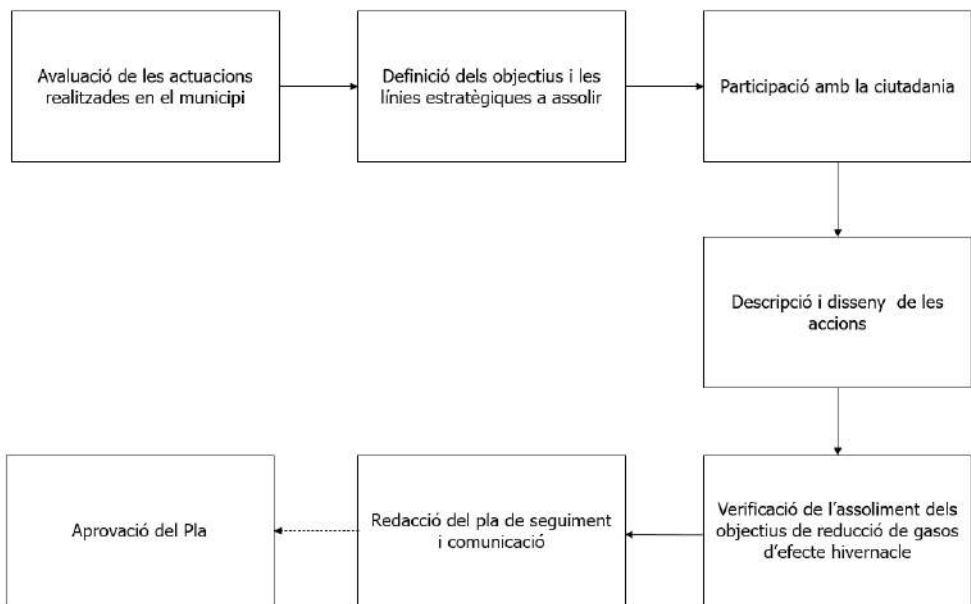 Avaluació de les actuacions
realitzades en el municipi
Definició dels objectius i les
línies estratègiques a assolir
Participació amb la ciutadania
Descripció i disseny  de les
accions
Verificació de l'assoliment dels
objectius de reducció de gasos
d'efecte hivernacle
Redacció del pla de seguiment
i comunicació
Aprovació del Pla